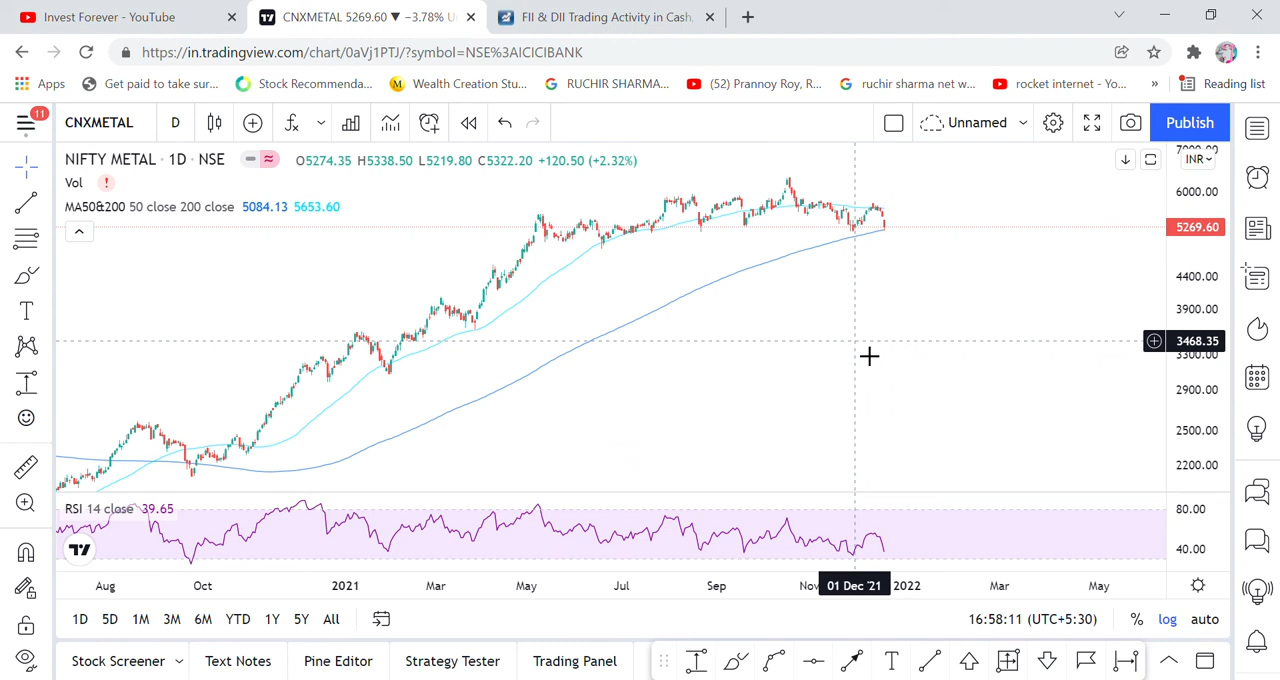 Invest Forever - YouTube
CNXMETAL 5269.60 ▼ −3.78% U
FII & DII Trading Activity in Cash,
https://in.tradingview.com/chart/0aVj1PTJ/?symbol=NSE%3AICICIBANK
Apps
Get paid to take sur...
Stock Recommenda...
Wealth Creation Stu...
RUCHIR SHARMA...
(52) Prannoy Roy, R...
ruchir sharma net w...
rocket internet - Yo...
»
Reading list
11
CNXMETAL
D
Unnamed
Publish
NIFTY METAL · 1D · NSE
O5274.35 H5338.50 L5219.80 C5322.20 +120.50 (+2.32%)
INR
7000.00
Vol
!
6000.00
MA50&200 50 close 200 close 5084.13 5653.60
5269.60
4400.00
3900.00
3468.35
3300.00
2900.00
2500.00
2200.00
RSI 14 close 39.65
80.00
40.00
Aug
Oct
2021
Mar
May
Jul
Sep
Nov
01 Dec '21
2022
Mar
May
1D 5D 1M 3M 6M YTD 1Y 5Y All
16:58:11 (UTC+5:30)
% log auto
Stock Screener
Text Notes
Pine Editor
Strategy Tester
Trading Panel